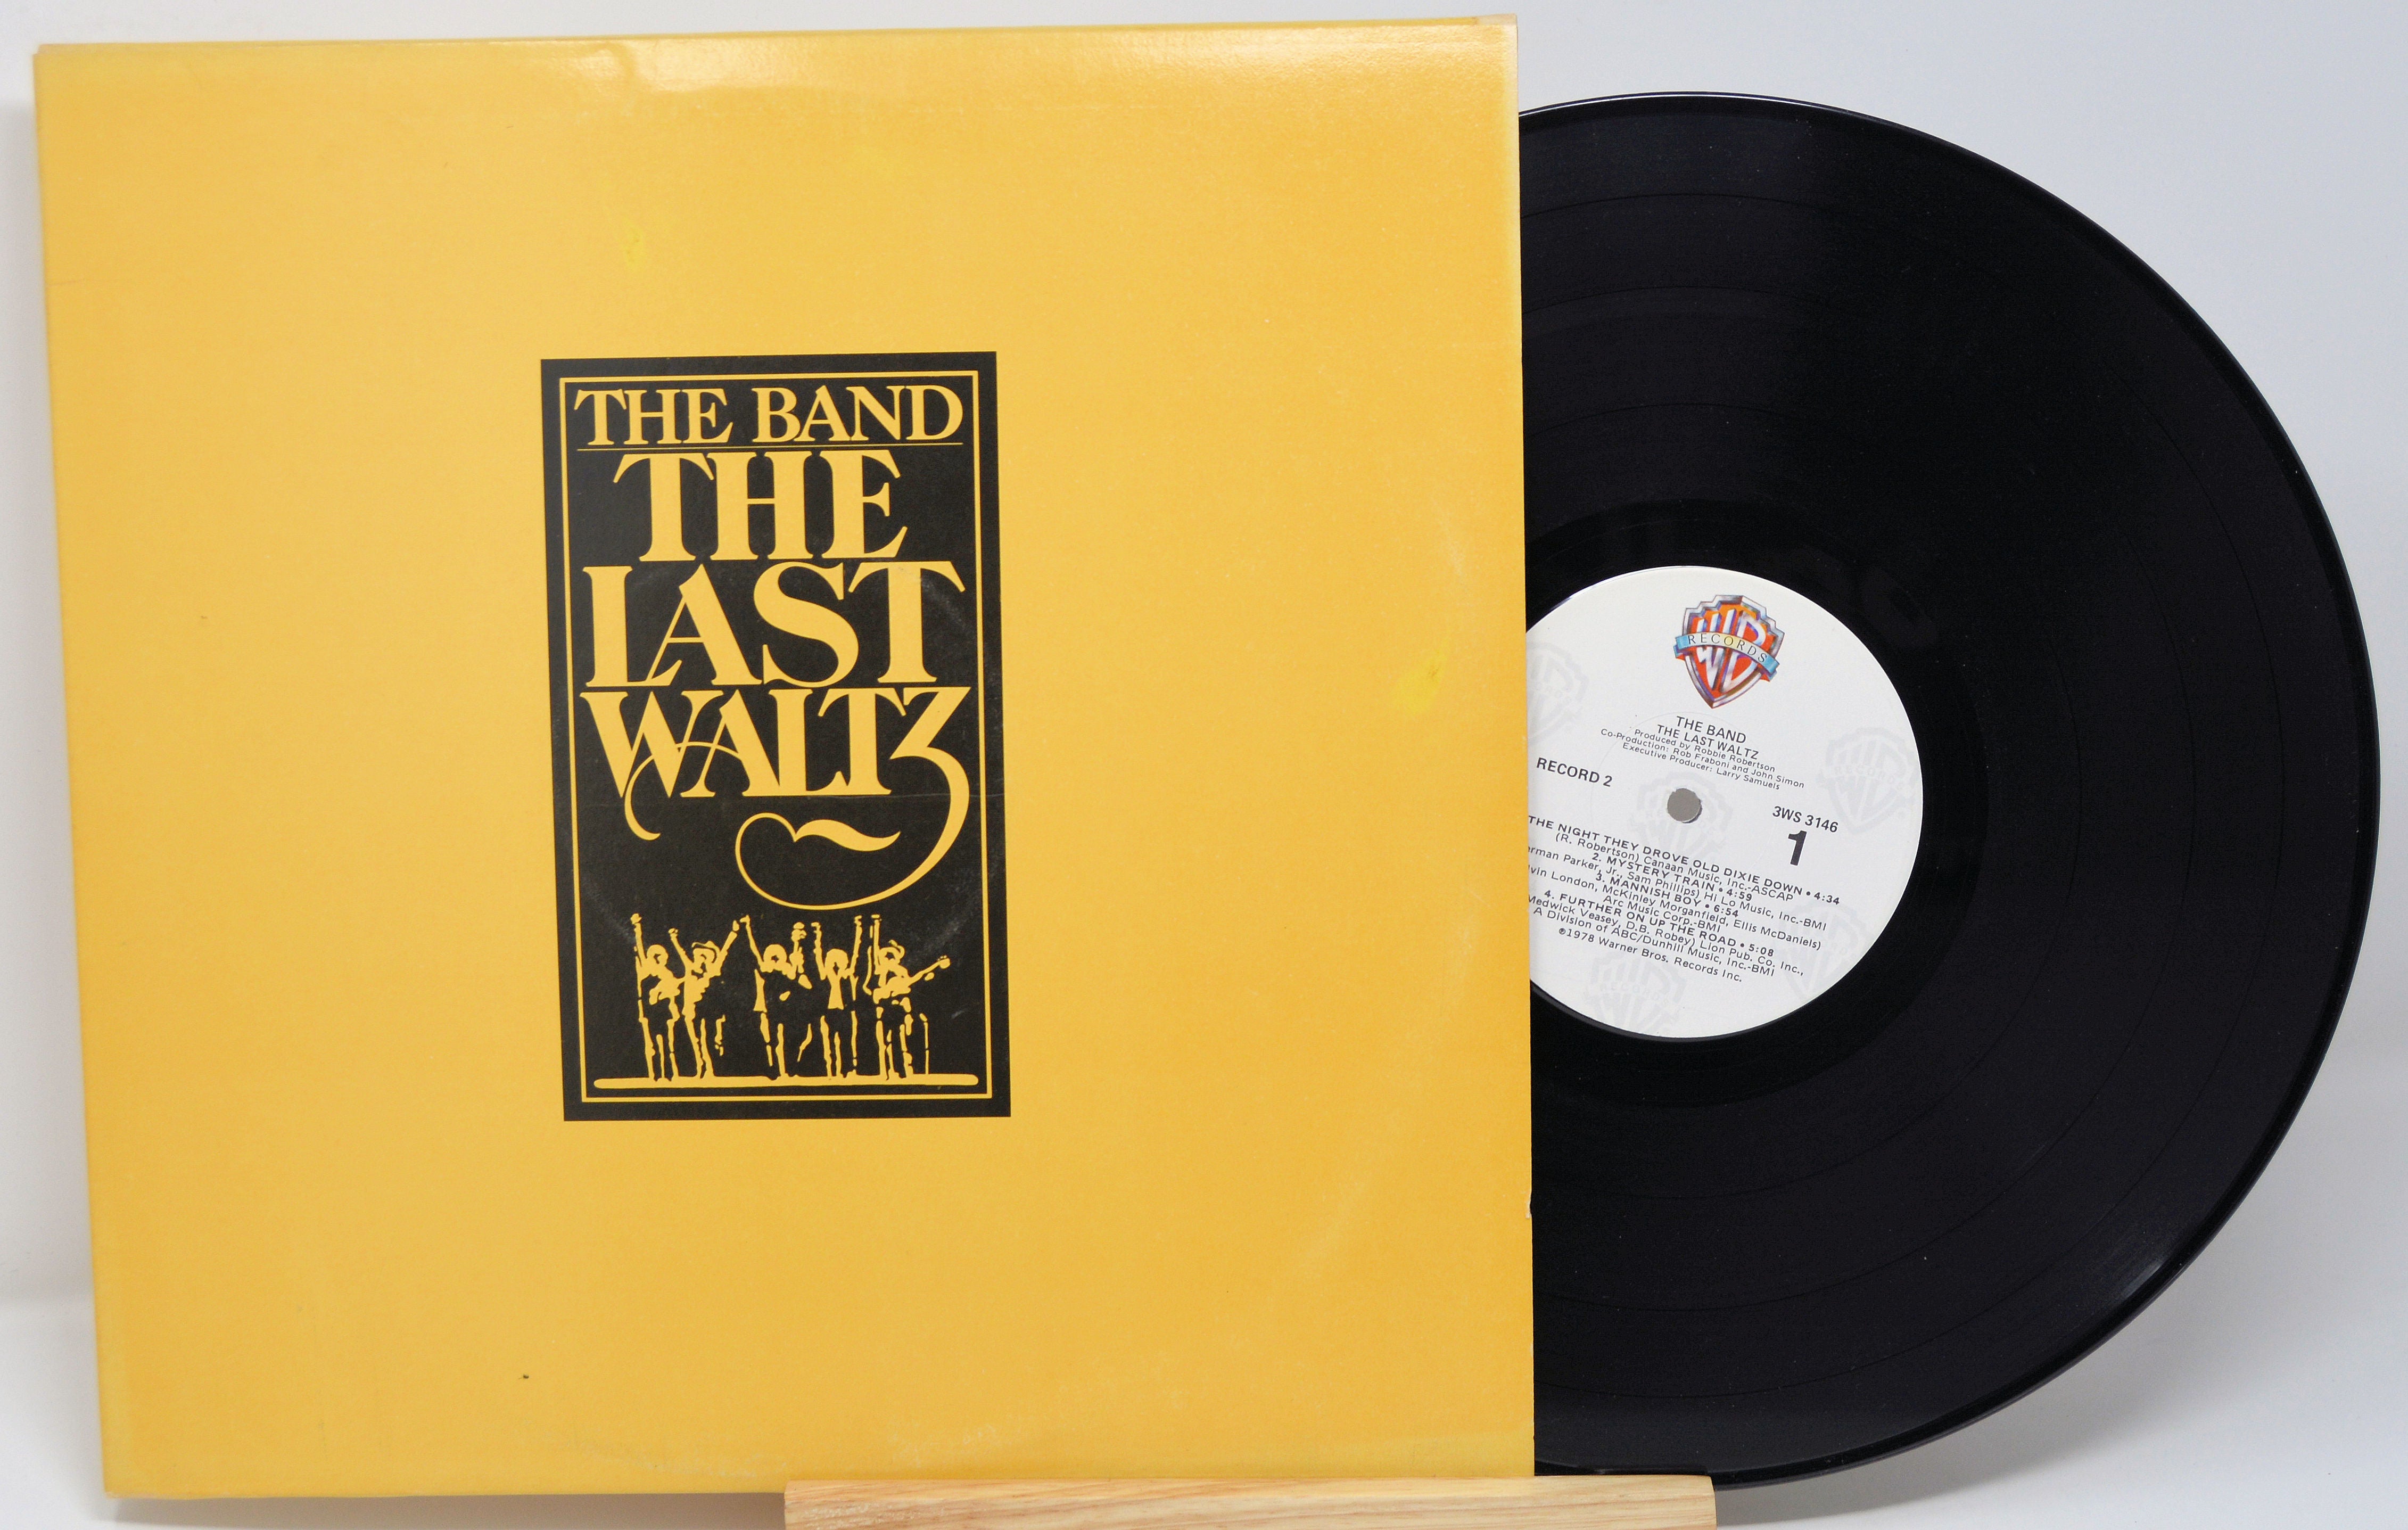 THE BAND
THE
LAST
WALTZ
WB
RECORDS
THE BAND
THE LAST WALTZ
Produced by Robbie Robertson
Co-Production: Rob Fraboni and John Simon
Executive Producer: Larry Samuels
RECORD 2
3WS 3146
1
THE NIGHT THEY DROVE OLD DIXIE DOWN • 4:34
(R. Robertson) Canaan Music, Inc.-ASCAP
2. MYSTERY TRAIN • 4:59
Parker, Jr., Sam Phillips) Hi Lo Music, Inc.-BMI
3. MANNISH BOY • 6:54
London, McKinley Morganfield, Ellis McDaniels)
Arc Music Corp.-BMI
4. FURTHER ON UP THE ROAD • 5:08
Medwick Veasey, D.B. Robey) Lion Pub. Co. Inc.,
A Division of ABC/Dunhill Music, Inc.-BMI
℗1978 Warner Bros. Records Inc.